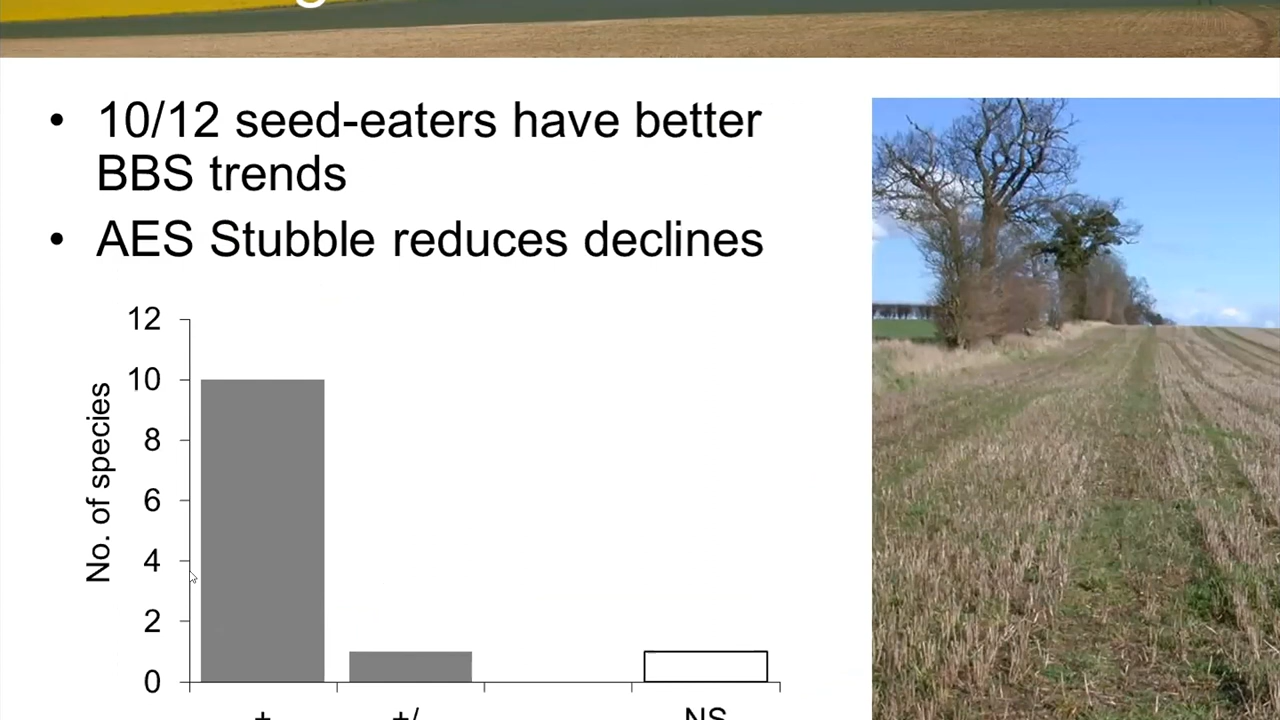 • 10/12 seed-eaters have better
BBS trends
• AES Stubble reduces declines
12
10
8
6
4
2
0
No. of species
+
+/
NS